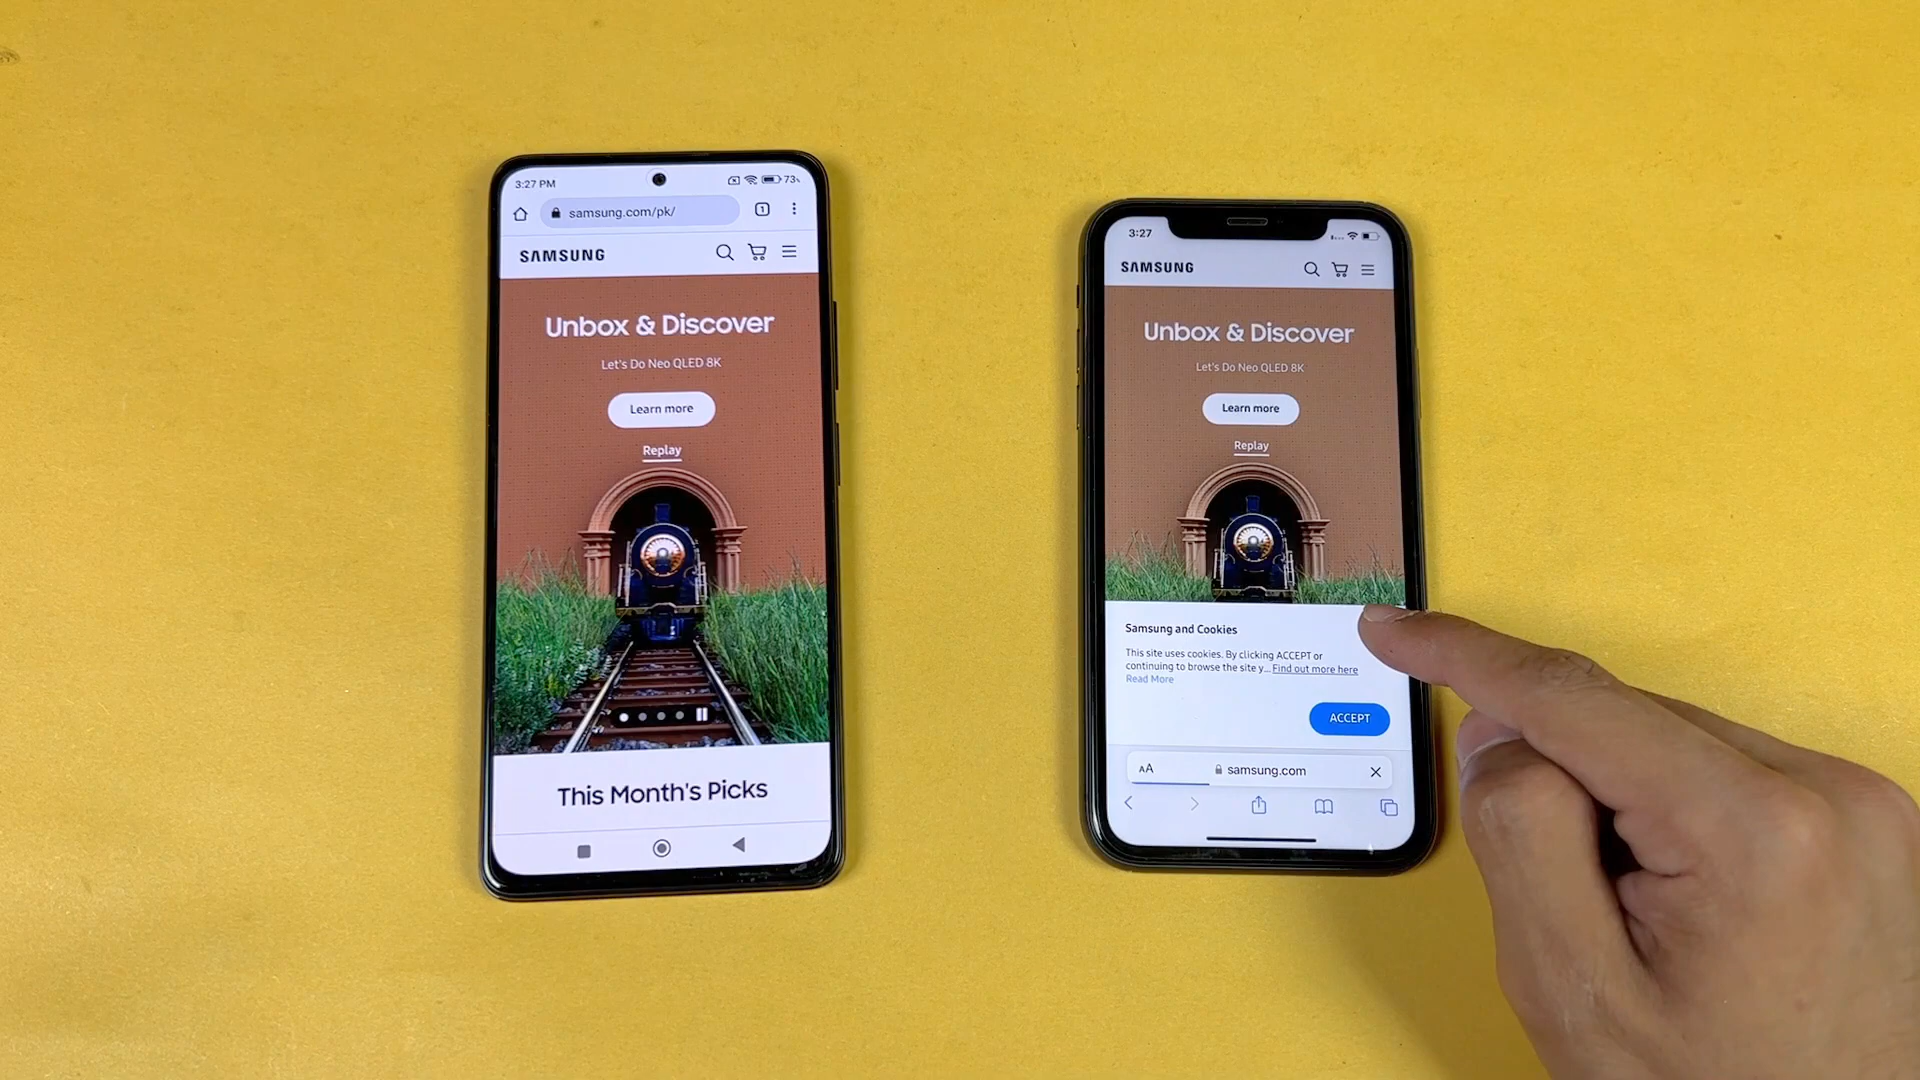 3:27 PM
73%
samsung.com/pk/
1
SAMSUNG
Unbox & Discover
Let's Do Neo QLED 8K
Learn more
Replay
This Month's Picks
3:27
SAMSUNG
Unbox & Discover
Let's Do Neo QLED 8K
Learn more
Replay
Samsung and Cookies
This site uses cookies. By clicking ACCEPT or
continuing to browse the site y... Find out more here
Read More
ACCEPT
AA
samsung.com